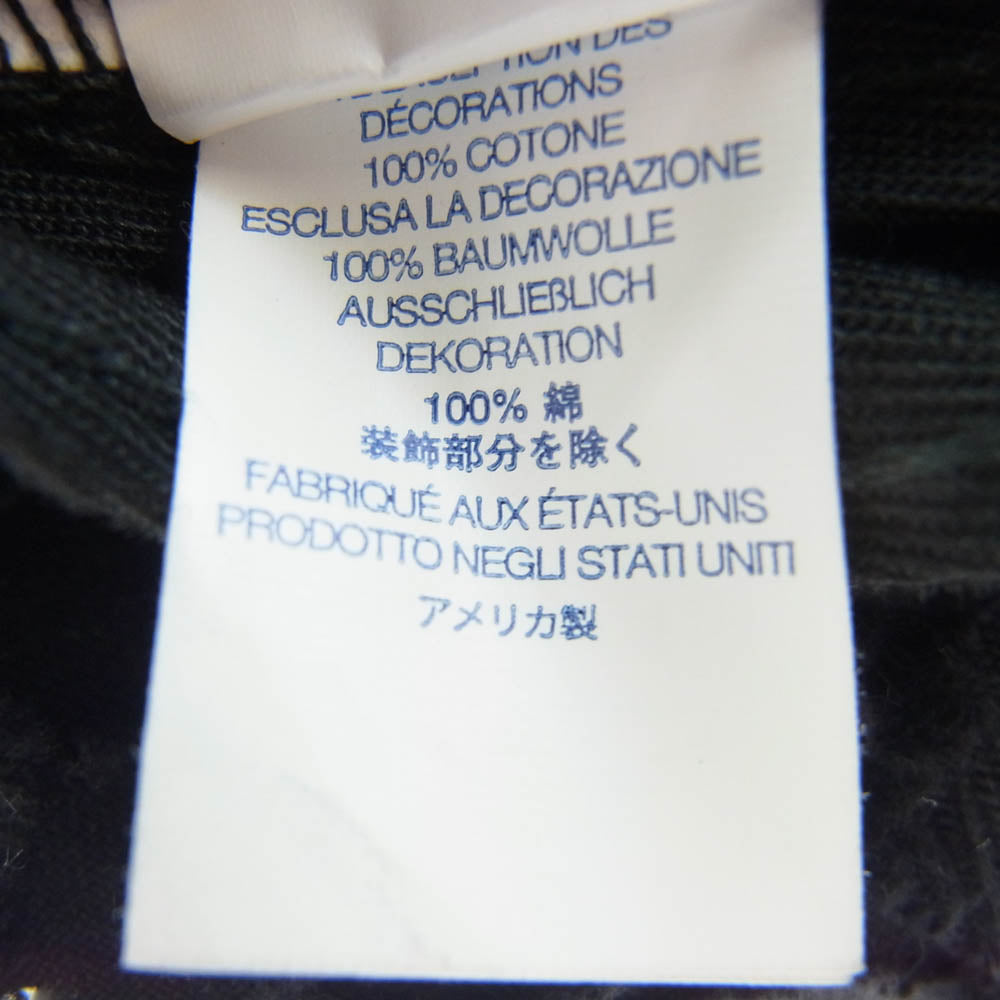 DES
DÉCORATIONS
100% COTONE
ESCLUSA LA DECORAZIONE
100% BAUMWOLLE
AUSSCHLIEßLICH
DEKORATION
100% 綿
装飾部分を除く
FABRIQUÉ AUX ÉTATS-UNIS
PRODOTTO NEGLI STATI UNITI
アメリカ製